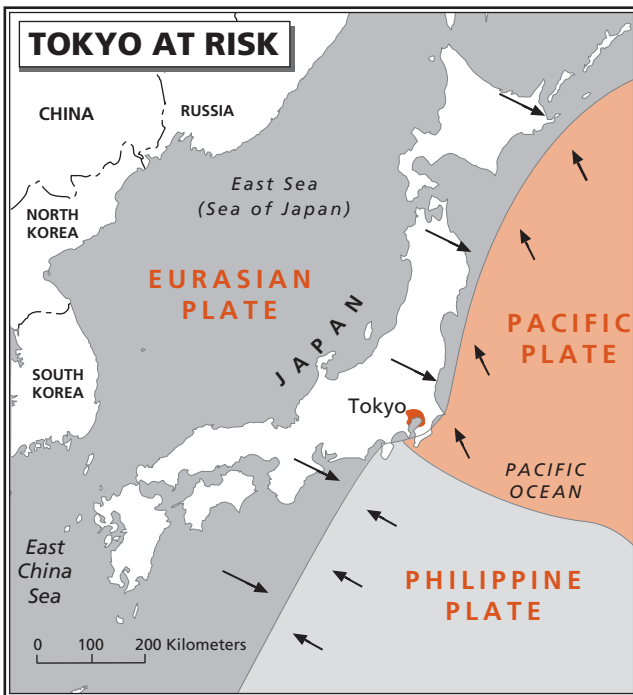 TOKYO AT RISK
CHINA
RUSSIA
East Sea
(Sea of Japan)
NORTH
KOREA
EURASIAN
PLATE
JAPAN
PACIFIC
PLATE
SOUTH
KOREA
Tokyo
PACIFIC
OCEAN
East
China
Sea
PHILIPPINE
PLATE
0 100 200 Kilometers